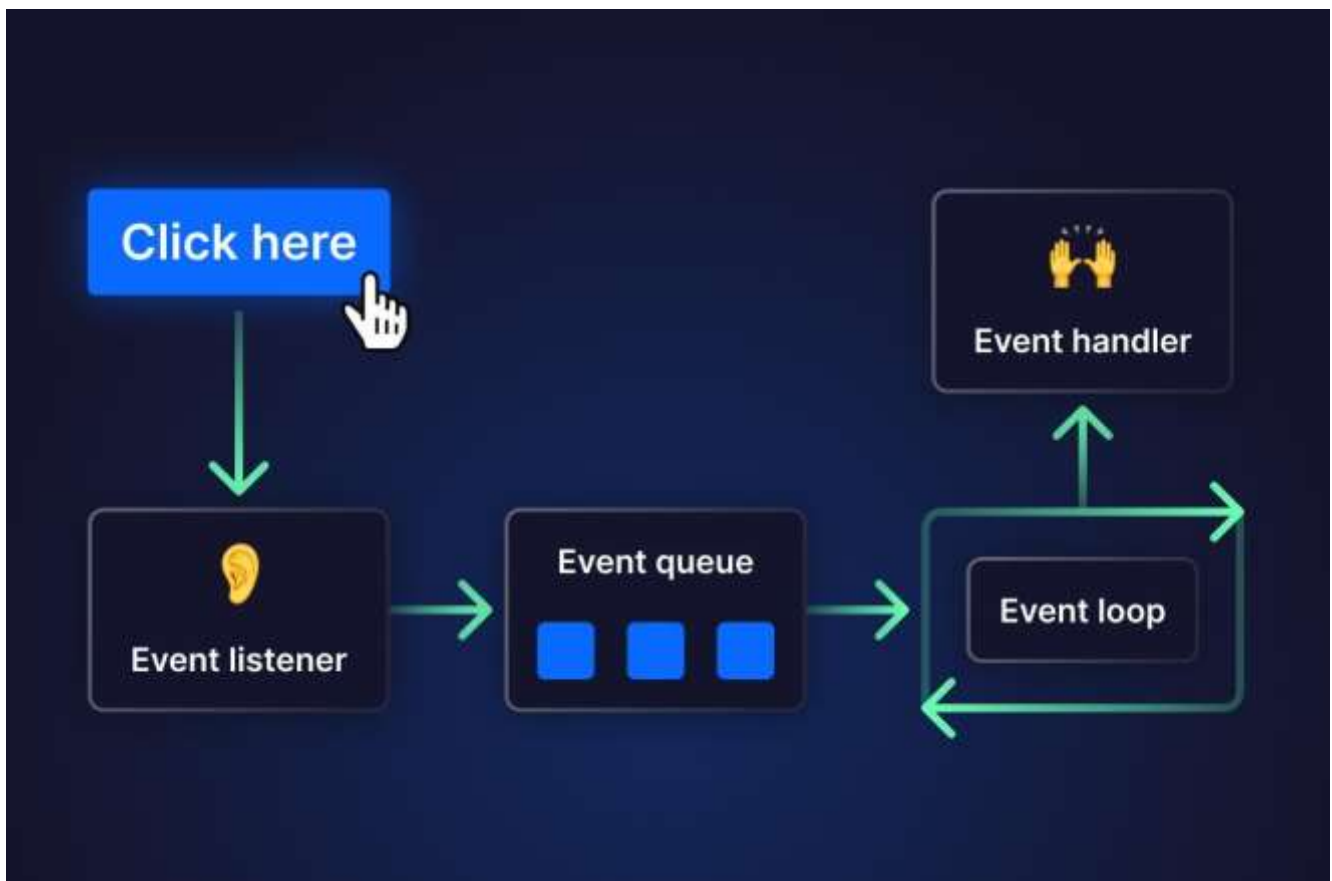 Click here
Event handler
Event listener
Event queue
Event loop